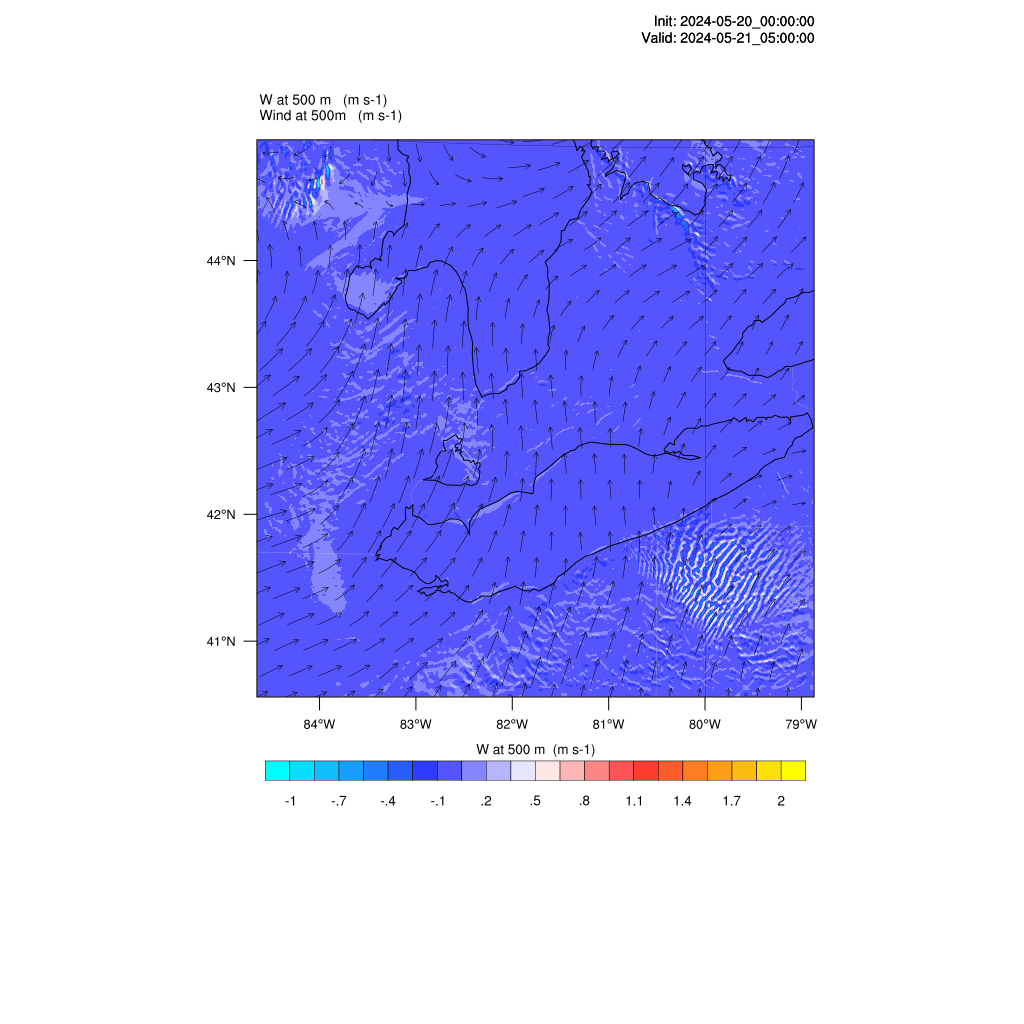 Init: 2024-05-20_00:00:00
Valid: 2024-05-21_05:00:00
W at 500 m (m s-1)
Wind at 500m (m s-1)
44°N
43°N
42°N
41°N
84°W 83°W 82°W 81°W 80°W 79°W
W at 500 m (m s-1)
-1 -.7 -.4 -.1 .2 .5 .8 1.1 1.4 1.7 2